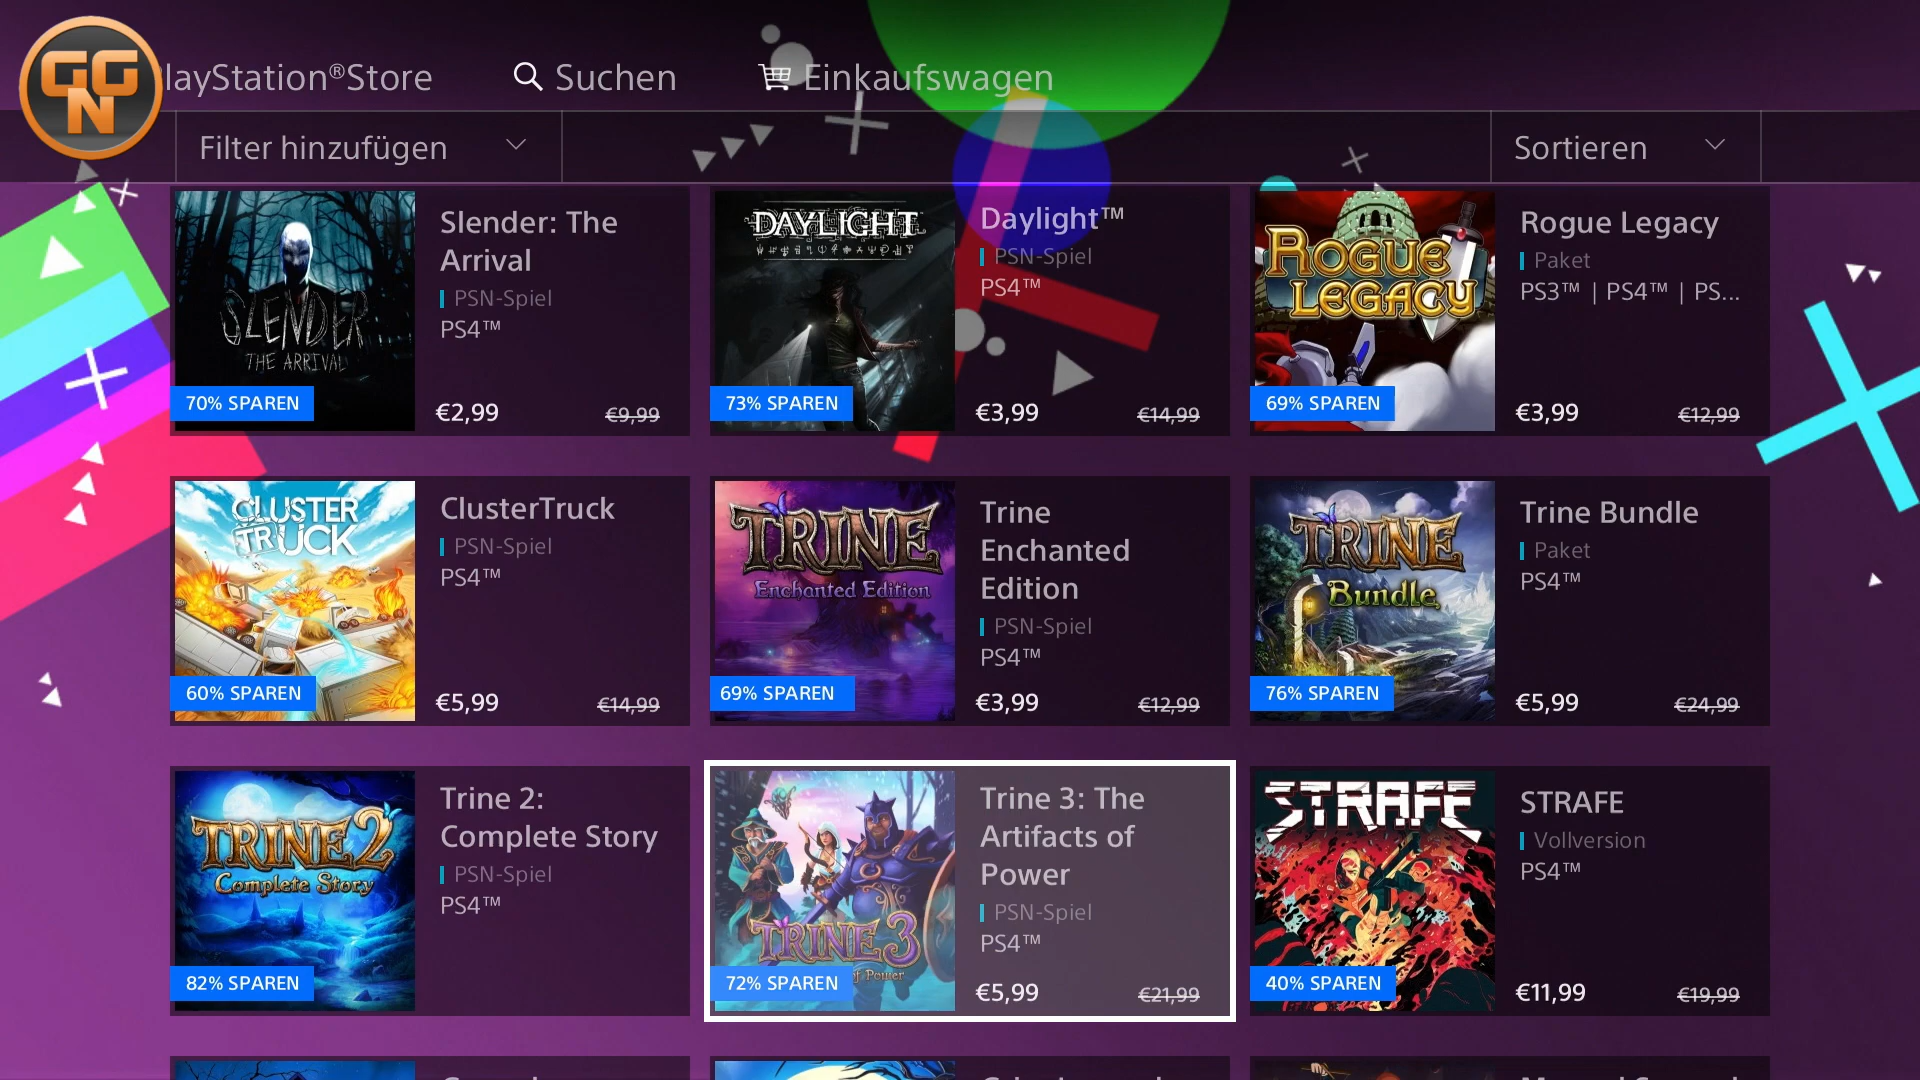 GGN
layStation®Store
Suchen
Einkaufswagen
Filter hinzufügen
Sortieren
SLENDER
THE ARRIVAL
70% SPAREN
Slender: The
Arrival
PSN-Spiel
PS4™
€2,99
€9,99
DAYLIGHT
73% SPAREN
Daylight™
PSN-Spiel
PS4™
€3,99
€14,99
ROGUE
LEGACY
69% SPAREN
Rogue Legacy
Paket
PS3™ | PS4™ | PS...
€3,99
€12,99
CLUSTER
TRUCK
60% SPAREN
ClusterTruck
PSN-Spiel
PS4™
€5,99
€14,99
TRINE
Enchanted Edition
69% SPAREN
Trine
Enchanted
Edition
PSN-Spiel
PS4™
€3,99
€12,99
TRINE
Bundle
76% SPAREN
Trine Bundle
Paket
PS4™
€5,99
€24,99
TRINE 2
Complete Story
82% SPAREN
Trine 2:
Complete Story
PSN-Spiel
PS4™
TRINE 3
of Power
72% SPAREN
Trine 3: The
Artifacts of
Power
PSN-Spiel
PS4™
€5,99
€21,99
STRAFE
40% SPAREN
STRAFE
Vollversion
PS4™
€11,99
€19,99